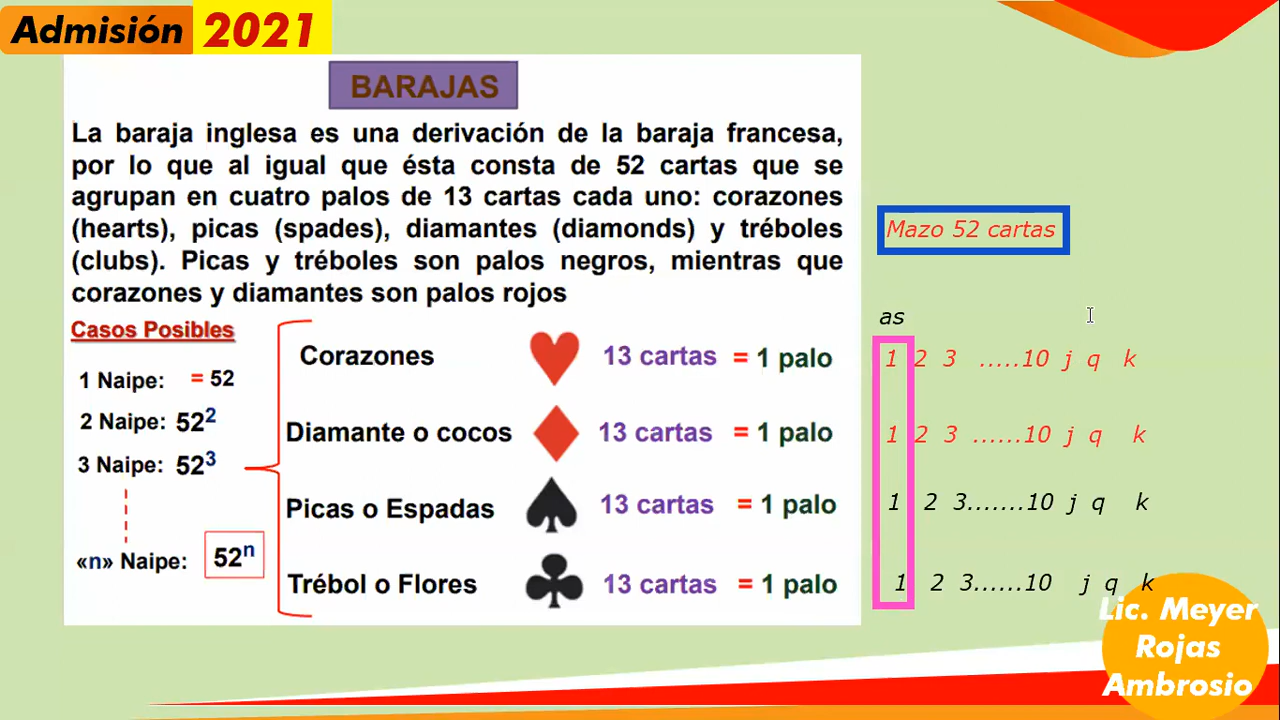 Admisión 2021
BARAJAS
La baraja inglesa es una derivación de la baraja francesa,
por lo que al igual que ésta consta de 52 cartas que se
agrupan en cuatro palos de 13 cartas cada uno: corazones
(hearts), picas (spades), diamantes (diamonds) y tréboles
(clubs). Picas y tréboles son palos negros, mientras que
corazones y diamantes son palos rojos
Casos Posibles
1 Naipe: = 52
2 Naipe: 52²
3 Naipe: 52³
«n» Naipe: 52ⁿ
Corazones 13 cartas = 1 palo
Diamante o cocos 13 cartas = 1 palo
Picas o Espadas 13 cartas = 1 palo
Trébol o Flores 13 cartas = 1 palo
Mazo 52 cartas
as
1 2 3 .....10 j q k
1 2 3 ......10 j q k
1 2 3.......10 j q k
1 2 3......10 j q k
Lic. Meyer
Rojas
Ambrosio